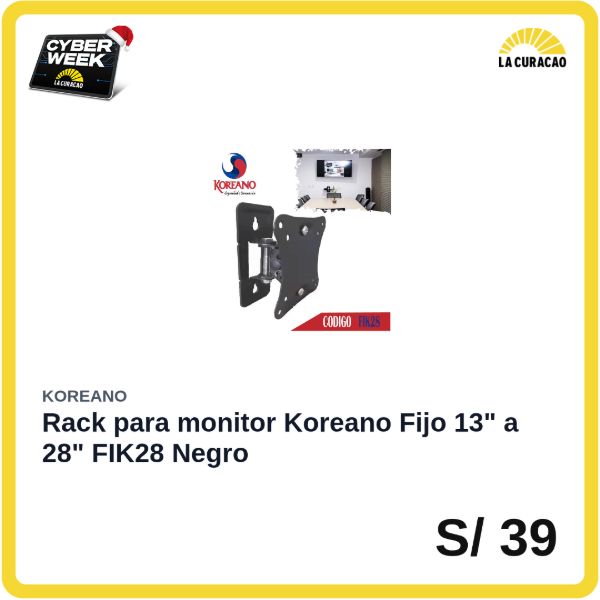 CYBER
WEEK
LA CURACAO
LA CURACAO
KOREANO
CODIGO FIK28
KOREANO
Rack para monitor Koreano Fijo 13" a
28" FIK28 Negro
S/ 39